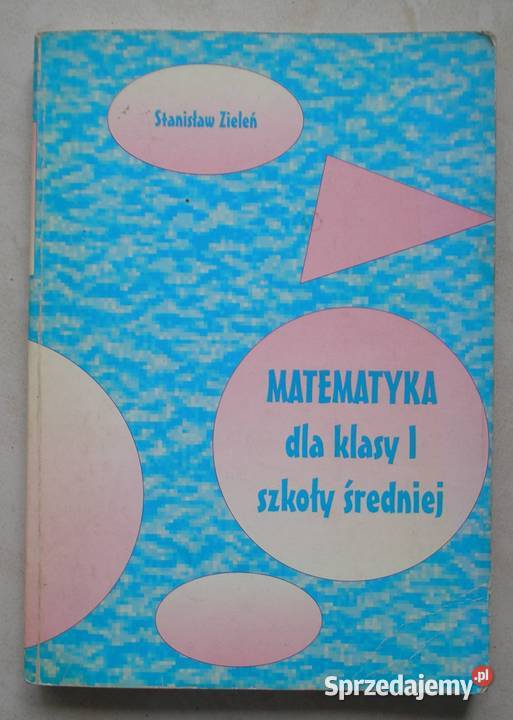 Stanisław Zieleń
MATEMATYKA
dla klasy I
szkoły średniej
Sprzedajemy.pl